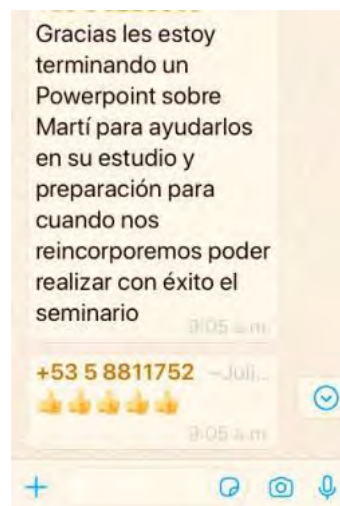 Gracias les estoy
terminando un
Powerpoint sobre
Martí para ayudarlos
en su estudio y
preparación para
cuando nos
reincorporemos poder
realizar con éxito el
seminario
9:05 a.m.
+53 5 8811752 ~Juli...
👍👍👍👍👍
9:05 a.m.